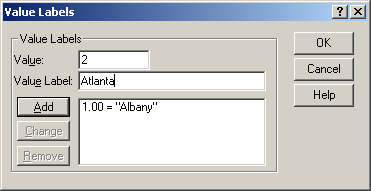 Value Labels
Value Labels
Value: 2
OK
Value Label: Atlanta
Cancel
Add
1.00 = "Albany"
Help
Change
Remove